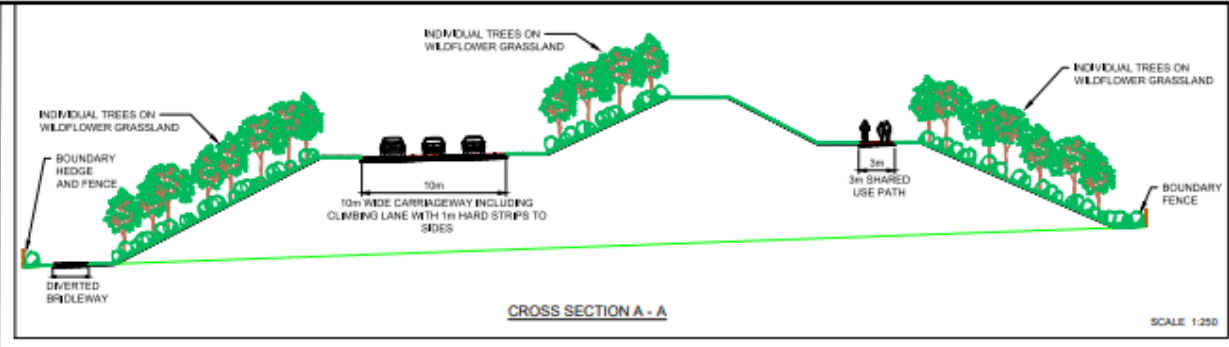 INDIVIDUAL TREES ON
WILDFLOWER GRASSLAND
INDIVIDUAL TREES ON
WILDFLOWER GRASSLAND
INDIVIDUAL TREES ON
WILDFLOWER GRASSLAND
BOUNDARY
HEDGE
AND FENCE
10m
10m WIDE CARRIAGEWAY INCLUDING
CLIMBING LANE WITH 1m HARD STRIPS TO
SIDES
3m
3m SHARED
USE PATH
BOUNDARY
FENCE
DIVERTED
BRIDLEWAY
CROSS SECTION A - A
SCALE 1:250